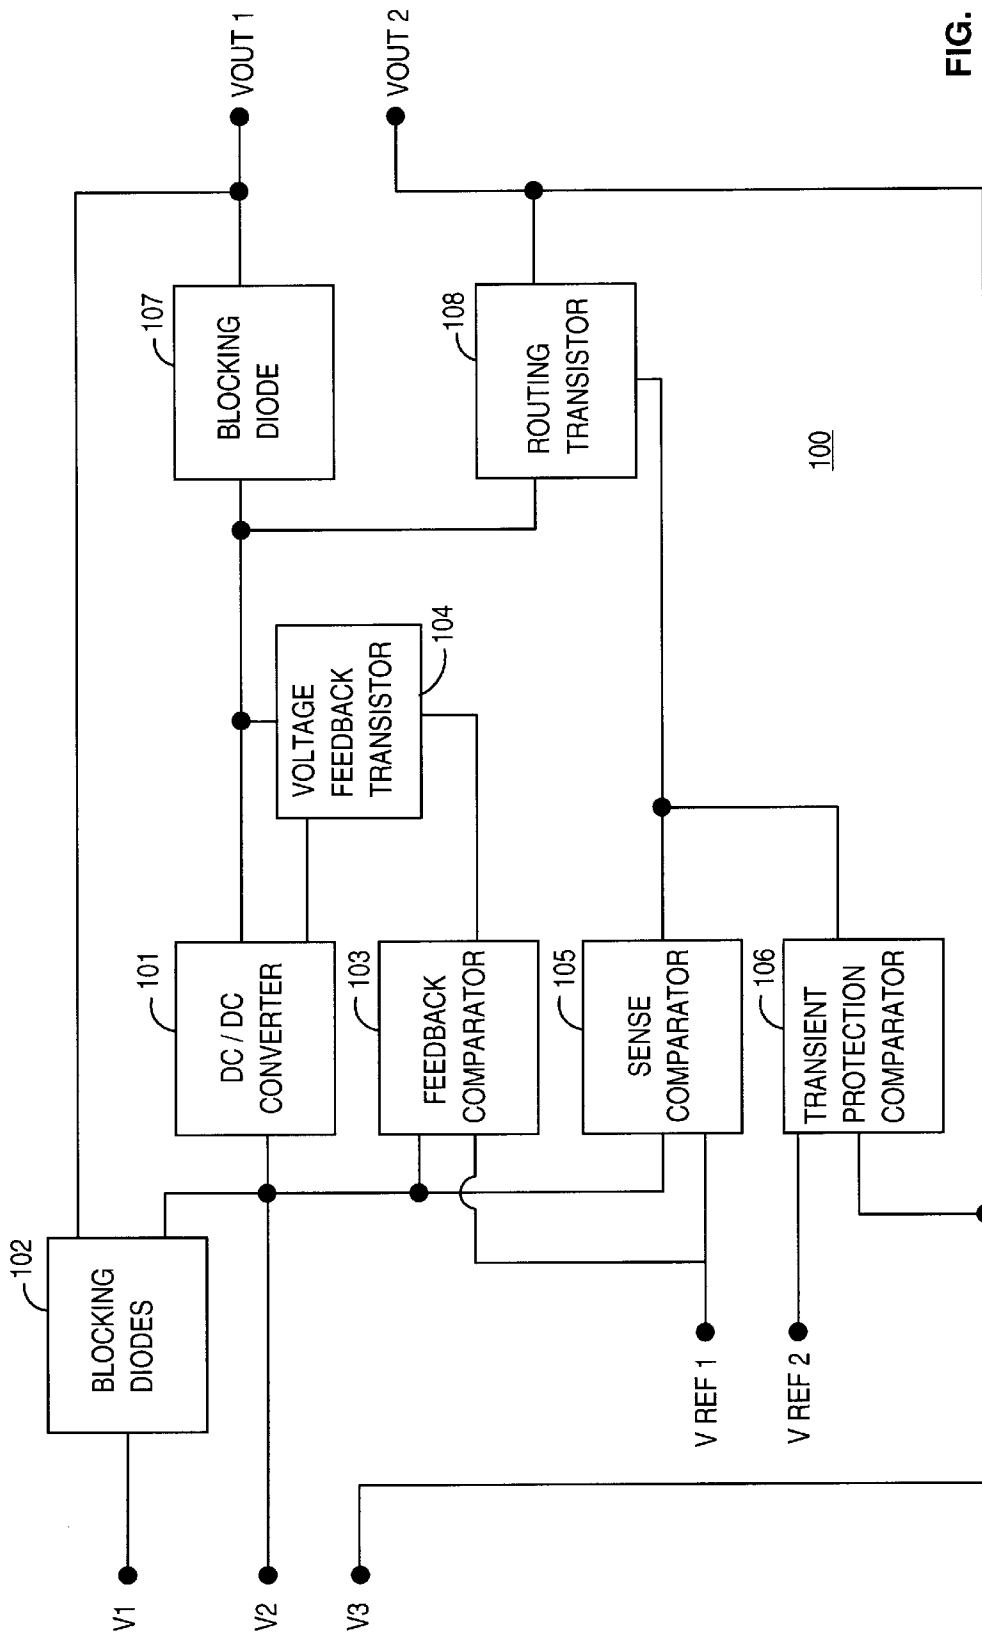 V1
V2
V3
102
BLOCKING
DIODES
V REF 1
V REF 2
101
DC / DC
CONVERTER
103
FEEDBACK
COMPARATOR
105
SENSE
COMPARATOR
106
TRANSIENT
PROTECTION
COMPARATOR
VOLTAGE
FEEDBACK
TRANSISTOR
104
107
BLOCKING
DIODE
108
ROUTING
TRANSISTOR
100
VOUT 1
VOUT 2
FIG.